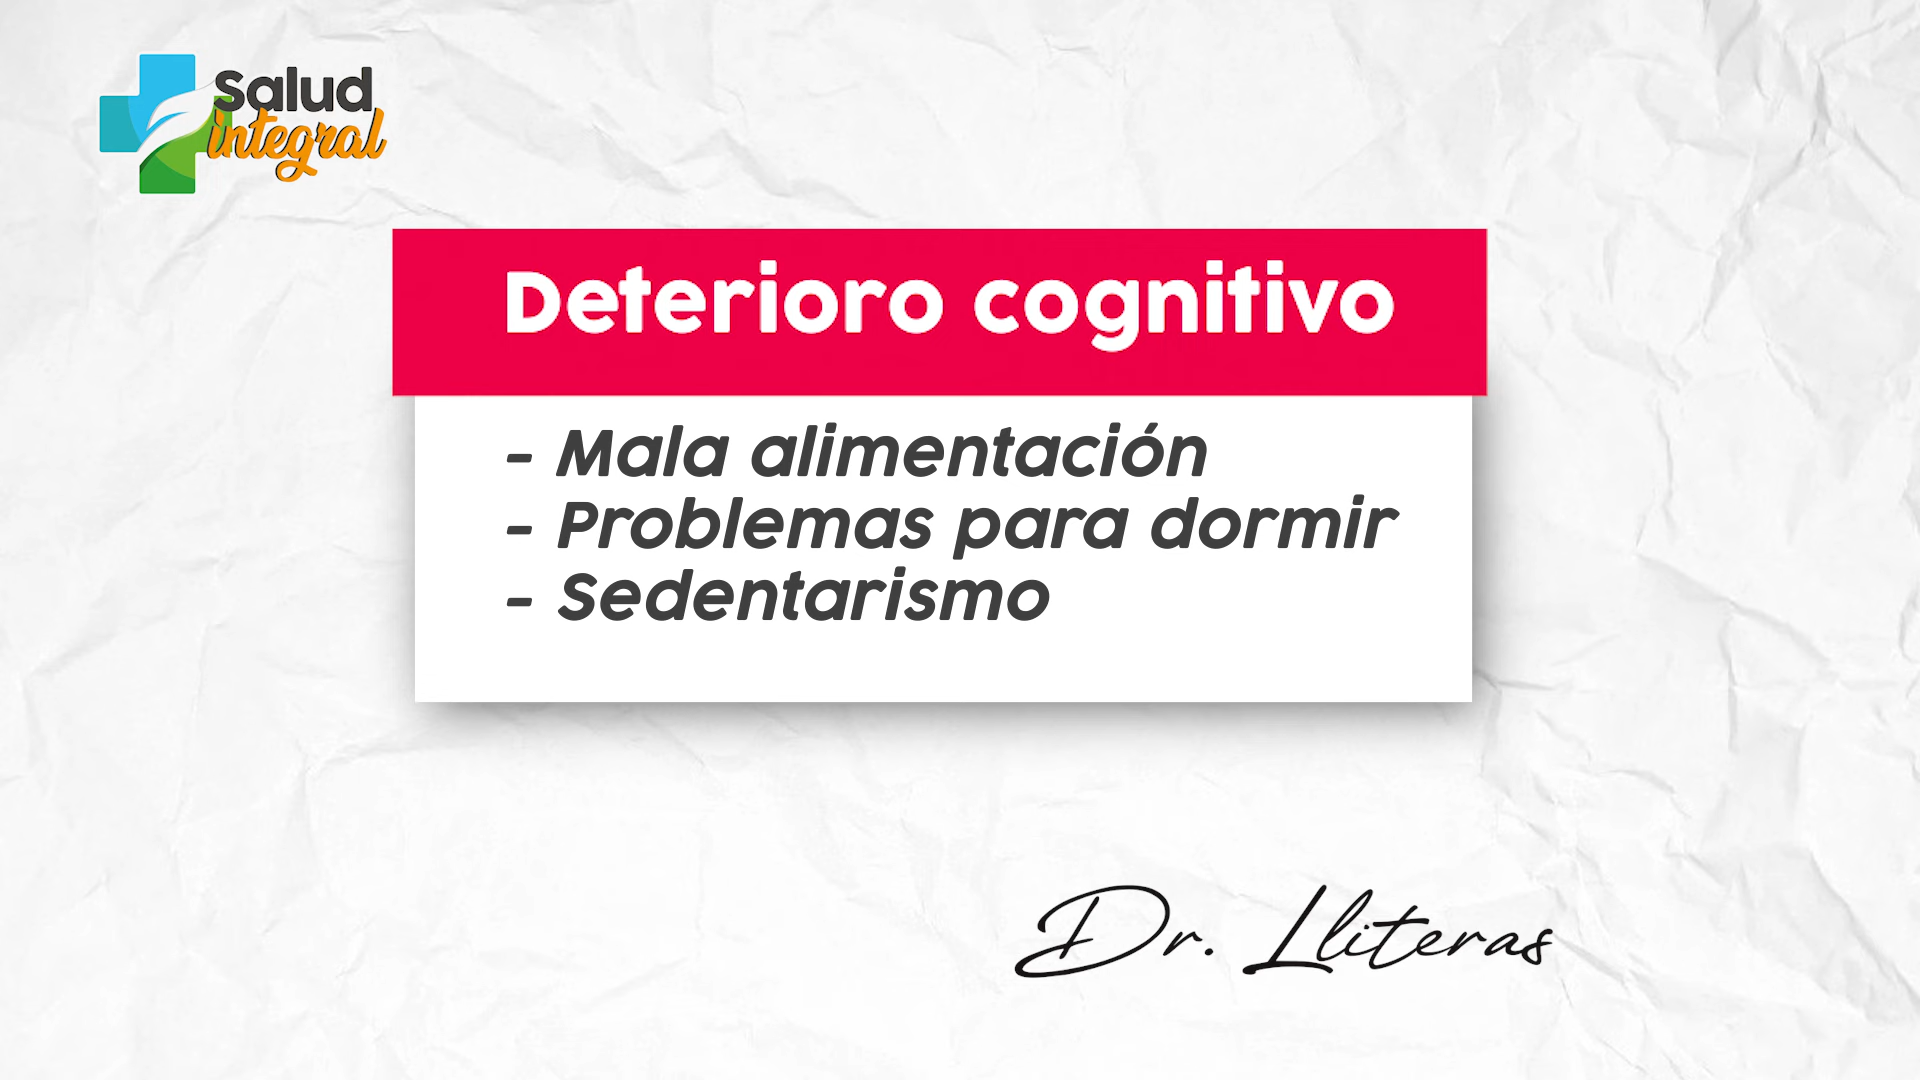 Salud
integral
Deterioro cognitivo
- Mala alimentación
- Problemas para dormir
- Sedentarismo
Dr. Lliteras